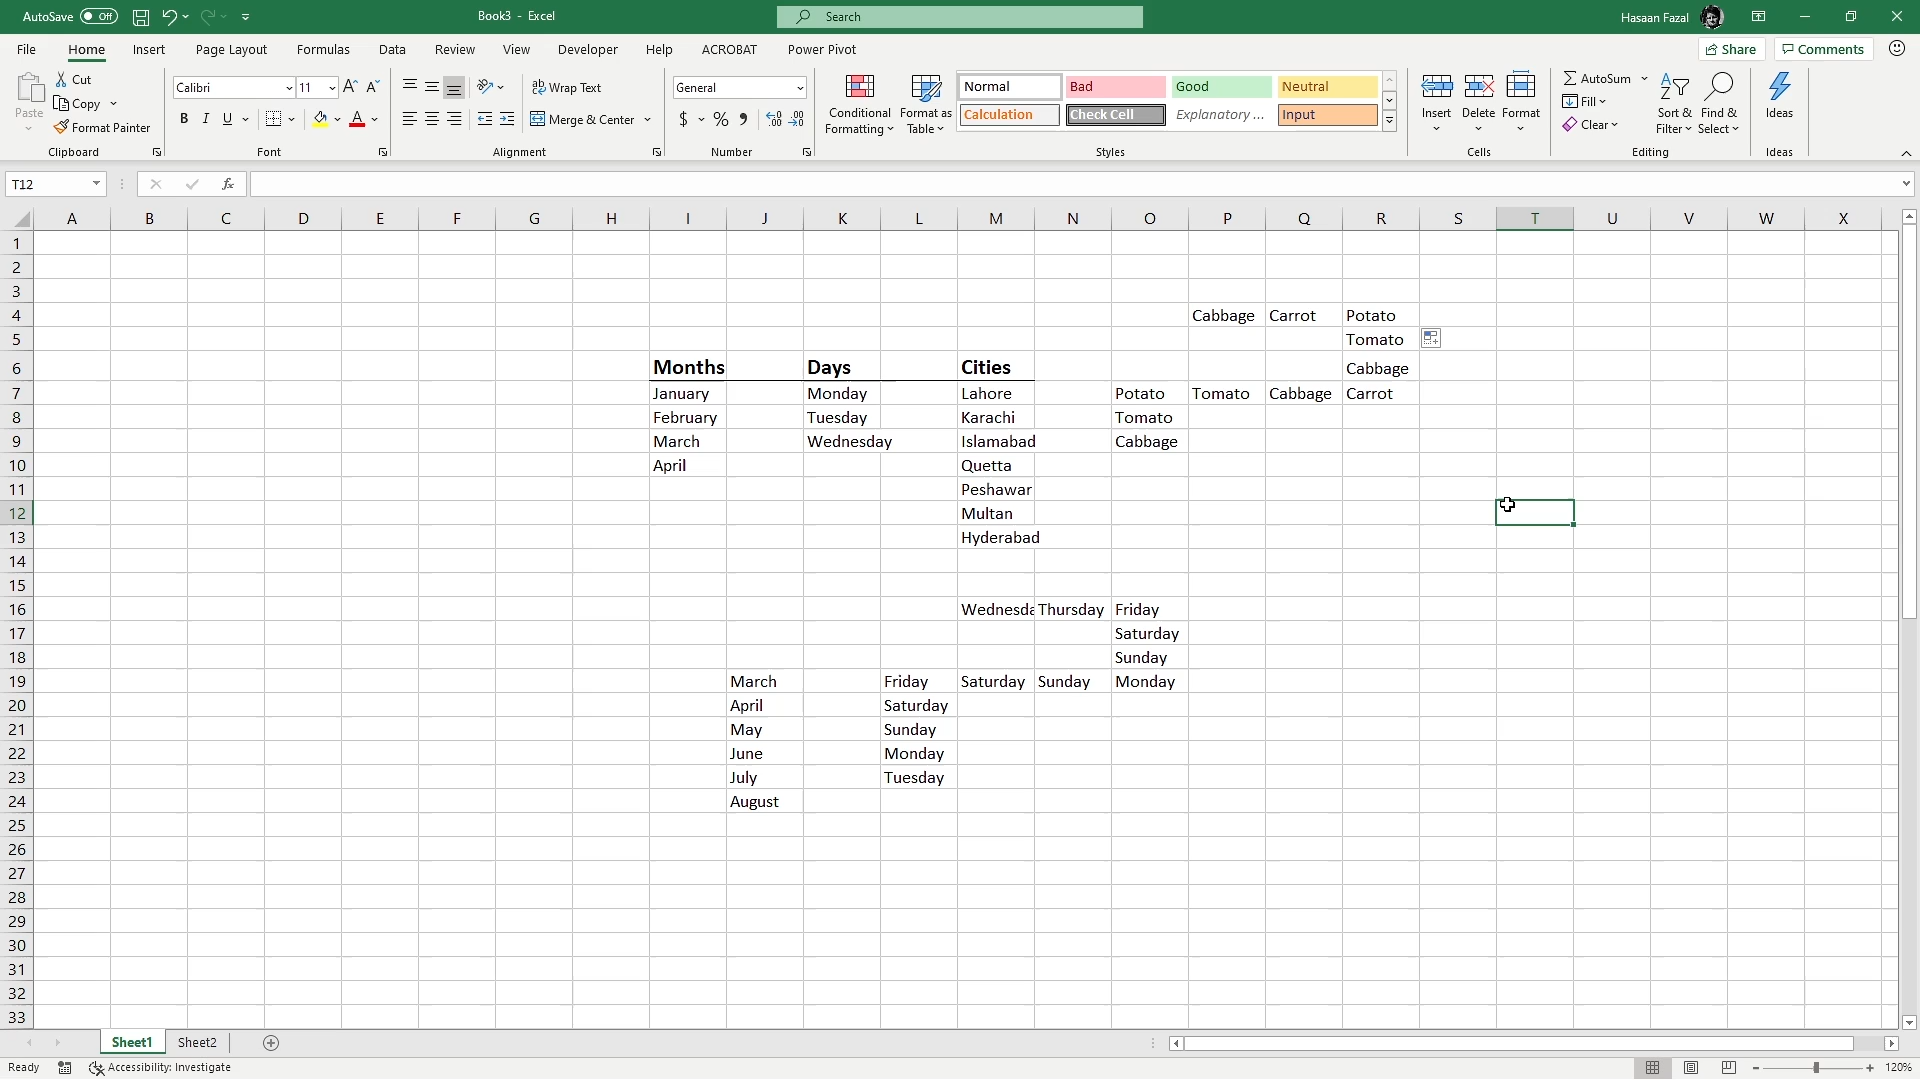 AutoSave Off Book3 - Excel Search Hasaan Fazal
File Home Insert Page Layout Formulas Data Review View Developer Help ACROBAT Power Pivot Share Comments
Paste Cut Copy Format Painter
Clipboard
Calibri 11
B I U
Font
Wrap Text
Merge & Center
Alignment
General
$ % ,
Number
Conditional Formatting
Format as Table
Normal Bad Good Neutral
Calculation Check Cell Explanatory ... Input
Styles
Insert Delete Format
Cells
AutoSum
Fill
Clear
Sort & Filter
Find & Select
Editing
Ideas
Ideas
T12 fx
A B C D E F G H I J K L M N O P Q R S T U V W X
1
2
3
4 Cabbage Carrot Potato
5 Tomato
6 Months Days Cities Cabbage
7 January Monday Lahore Potato Tomato Cabbage Carrot
8 February Tuesday Karachi Tomato
9 March Wednesday Islamabad Cabbage
10 April Quetta
11 Peshawar
12 Multan
13 Hyderabad
14
15
16 Wednesda Thursday Friday
17 Saturday
18 Sunday
19 March Friday Saturday Sunday Monday
20 April Saturday
21 May Sunday
22 June Monday
23 July Tuesday
24 August
25
26
27
28
29
30
31
32
33
Sheet1 Sheet2
Ready Accessibility: Investigate 120%